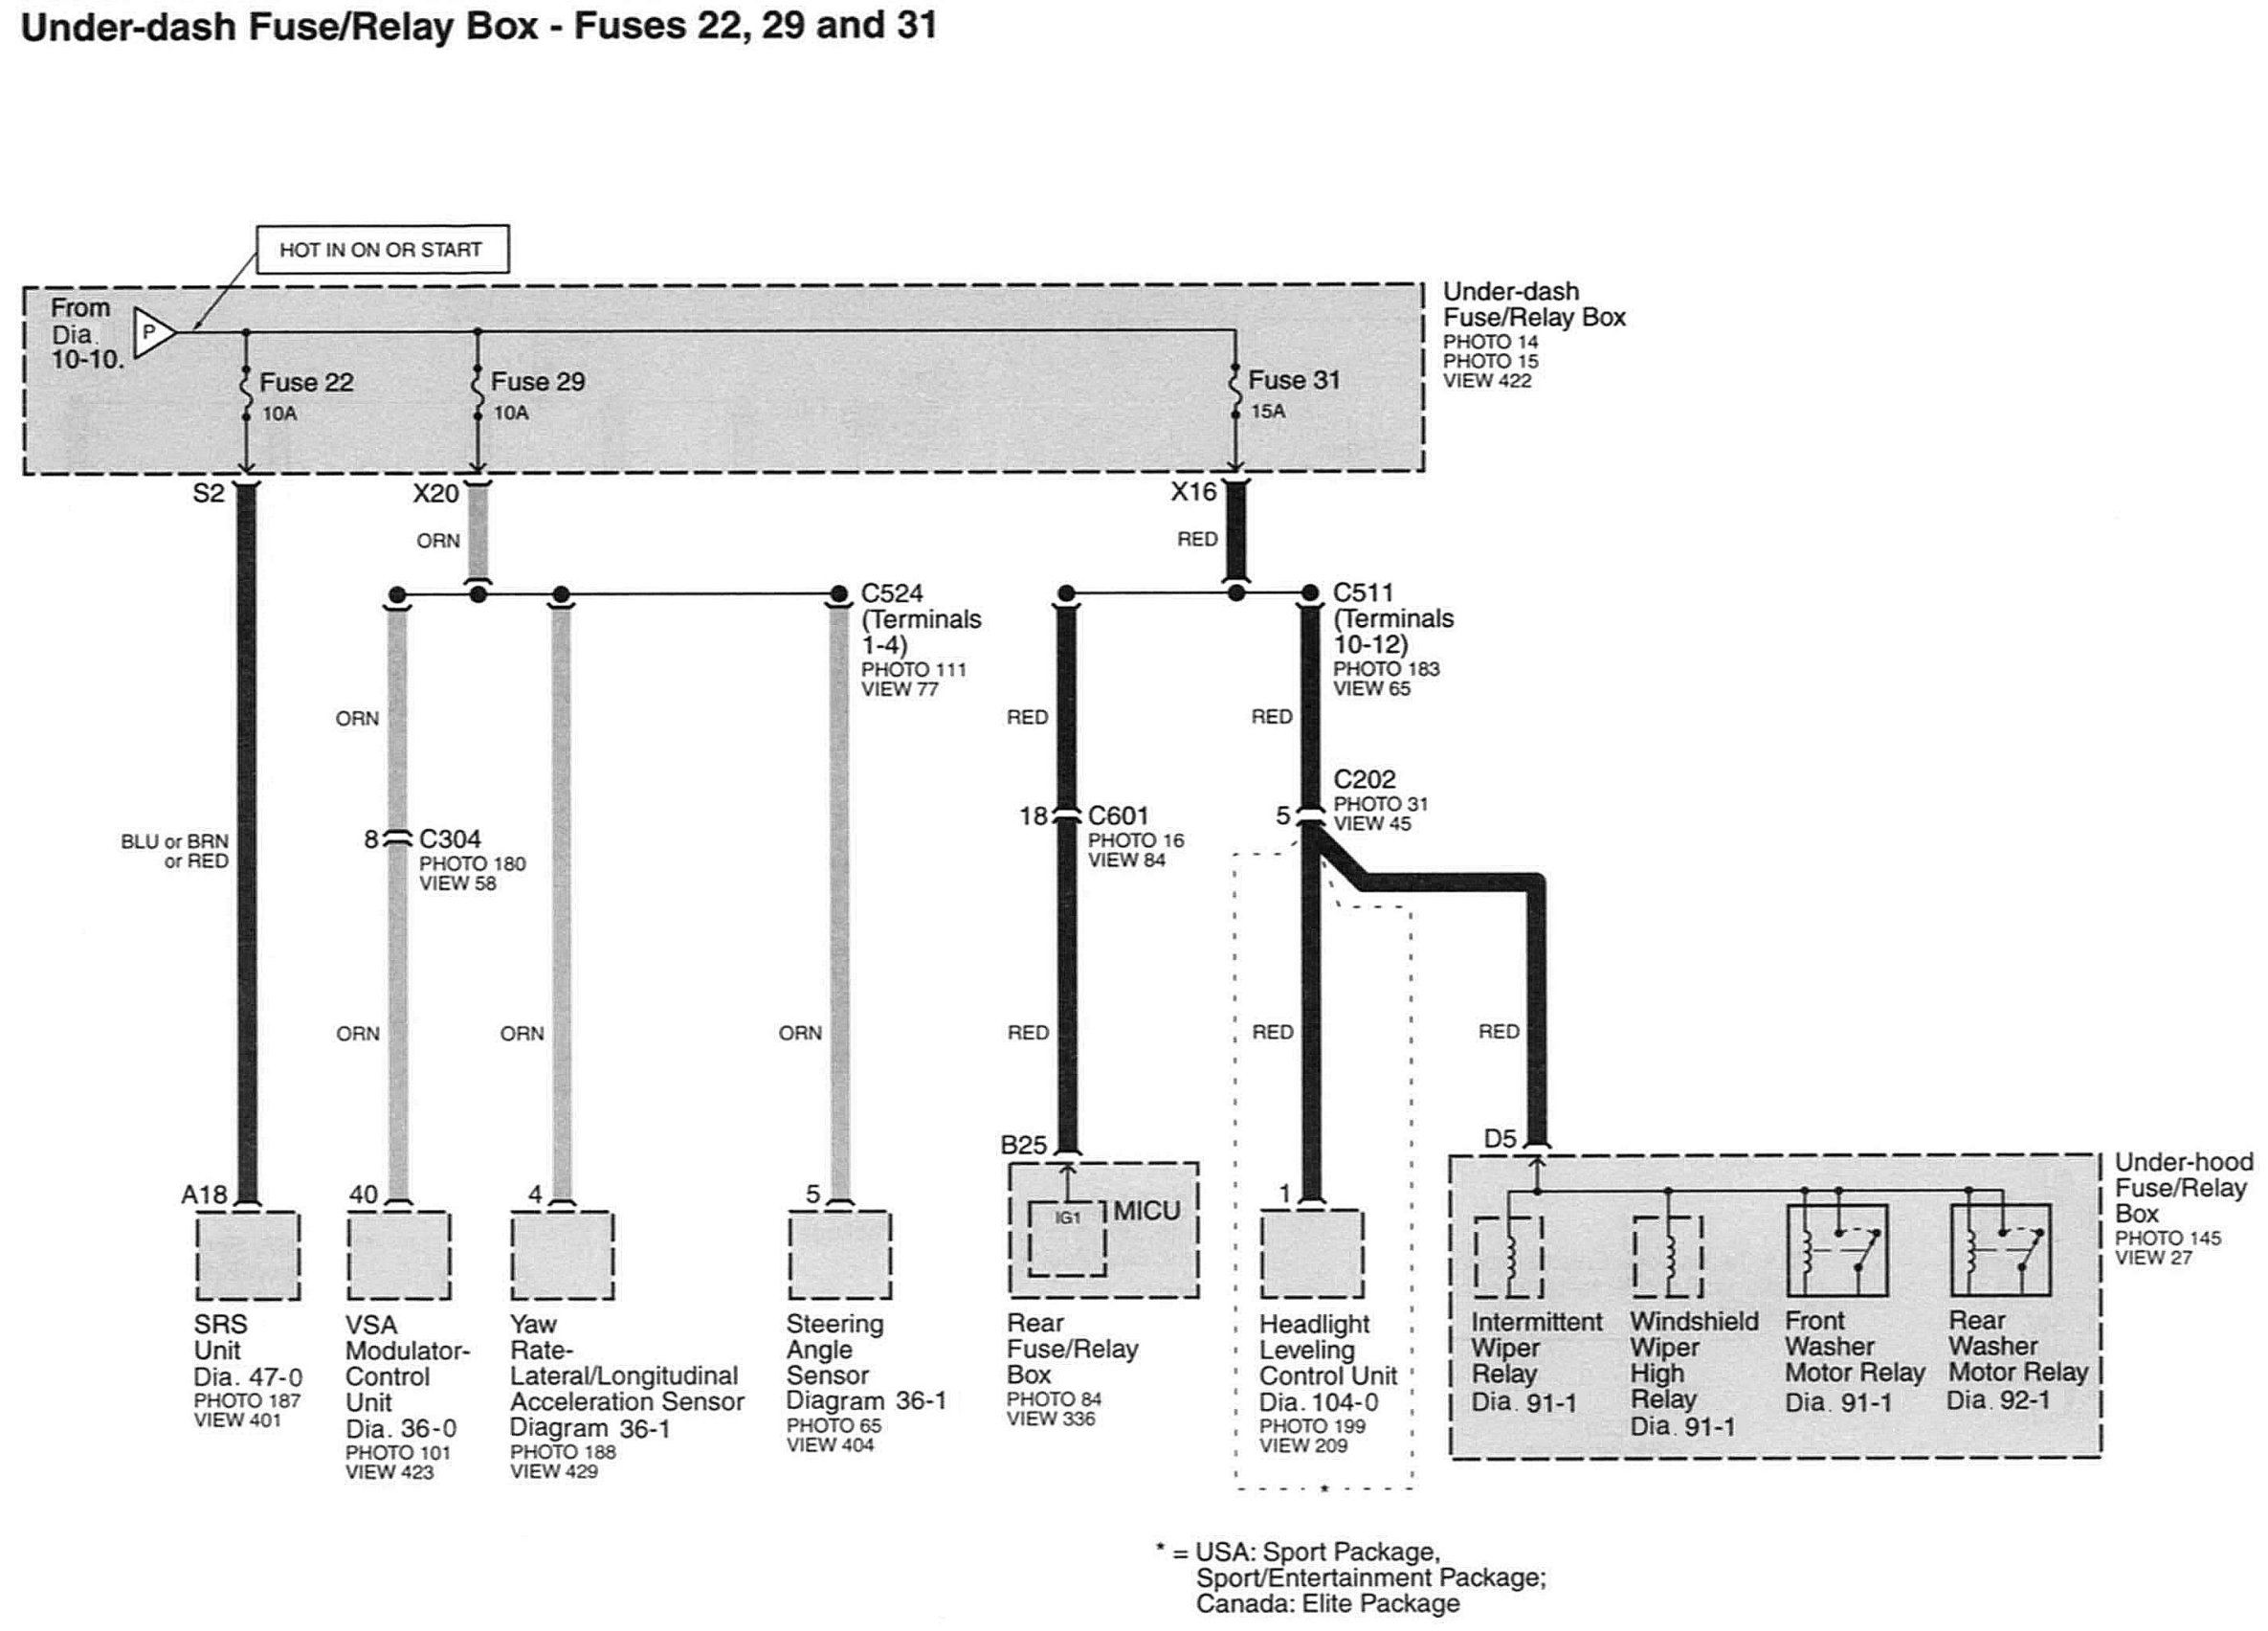 Under-dash Fuse/Relay Box - Fuses 22, 29 and 31
HOT IN ON OR START
From
Dia.
10-10.
P
Fuse 22
10A
Fuse 29
10A
Fuse 31
15A
Under-dash
Fuse/Relay Box
PHOTO 14
PHOTO 15
VIEW 422
S2
X20
X16
ORN
RED
C524
(Terminals
1-4)
PHOTO 111
VIEW 77
C511
(Terminals
10-12)
PHOTO 183
VIEW 65
ORN
RED
RED
BLU or BRN
or RED
8
C304
PHOTO 180
VIEW 58
18
C601
PHOTO 16
VIEW 84
5
C202
PHOTO 31
VIEW 45
ORN
ORN
ORN
RED
RED
RED
A18
40
4
5
B25
1
D5
IG1
MICU
Under-hood
Fuse/Relay
Box
PHOTO 145
VIEW 27
SRS
Unit
Dia. 47-0
PHOTO 187
VIEW 401
VSA
Modulator-
Control
Unit
Dia. 36-0
PHOTO 101
VIEW 423
Yaw
Rate-
Lateral/Longitudinal
Acceleration Sensor
Diagram 36-1
PHOTO 188
VIEW 429
Steering
Angle
Sensor
Diagram 36-1
PHOTO 65
VIEW 404
Rear
Fuse/Relay
Box
PHOTO 84
VIEW 336
Headlight
Leveling
Control Unit
Dia. 104-0
PHOTO 199
VIEW 209
Intermittent
Wiper
Relay
Dia. 91-1
Windshield
Wiper
High
Relay
Dia. 91-1
Front
Washer
Motor Relay
Dia. 91-1
Rear
Washer
Motor Relay
Dia. 92-1
*
* = USA: Sport Package,
Sport/Entertainment Package;
Canada: Elite Package